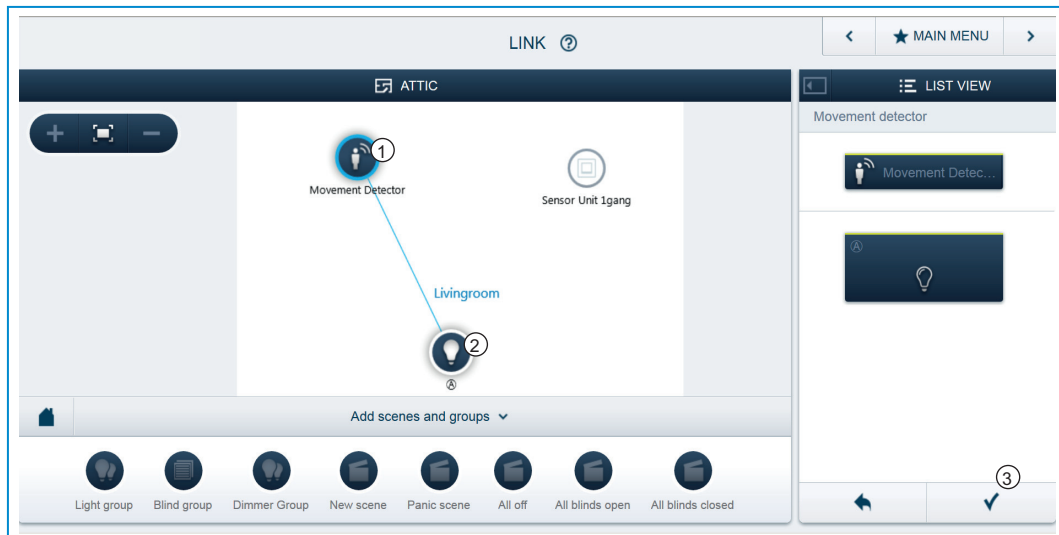 LINK ?
MAIN MENU
ATTIC
LIST VIEW
Movement detector
1
Movement Detector
Sensor Unit 1gang
Movement Detec...
A
Livingroom
2
A
Add scenes and groups
Light group
Blind group
Dimmer Group
New scene
Panic scene
All off
All blinds open
All blinds closed
3